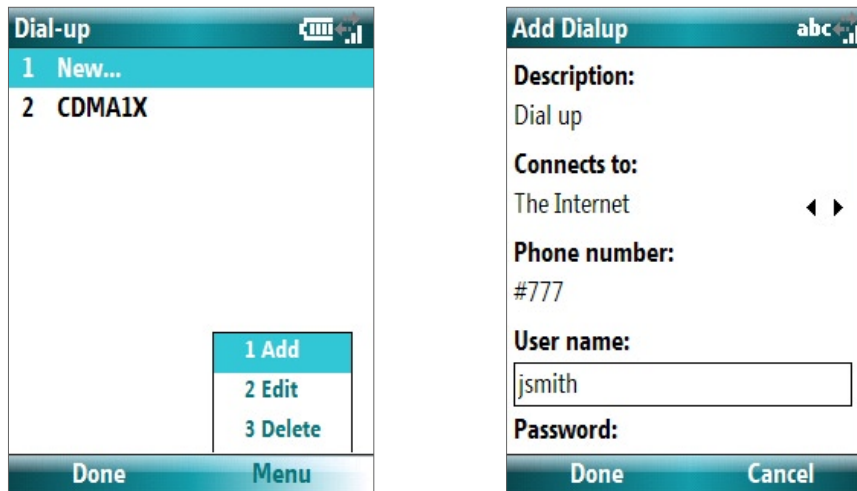 Dial-up
1 New...
2 CDMA1X
1 Add
2 Edit
3 Delete
Done Menu
Add Dialup abc
Description:
Dial up
Connects to:
The Internet
Phone number:
#777
User name:
jsmith
Password:
Done Cancel